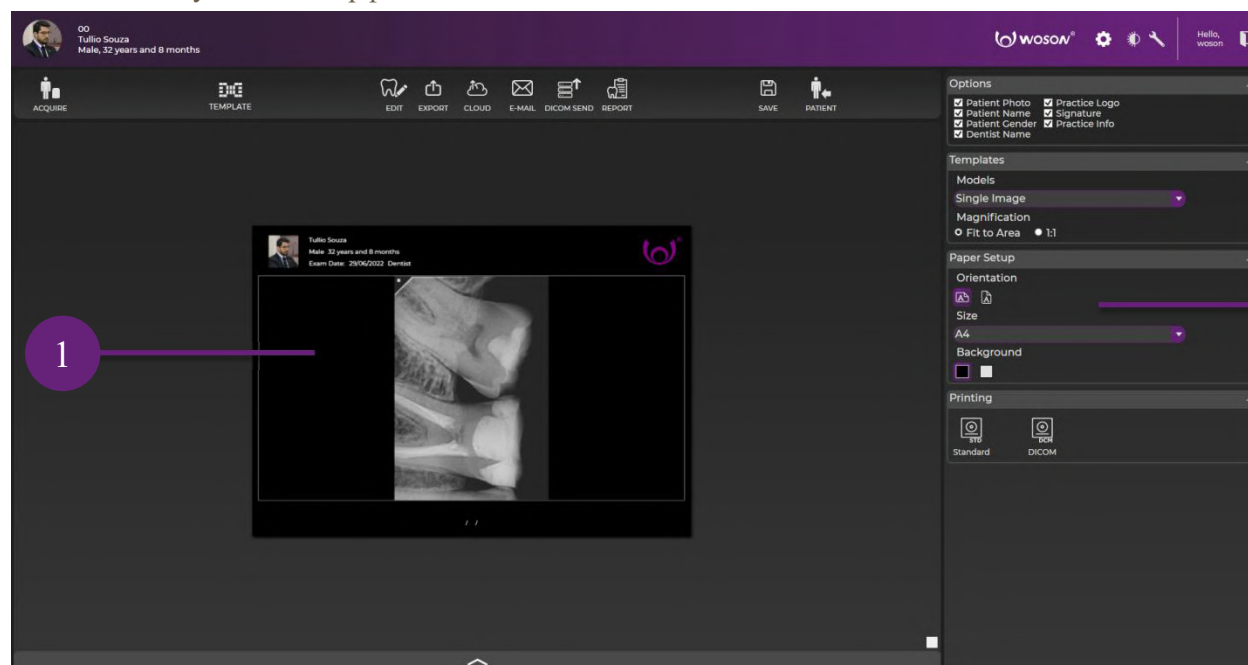 OO
Tullio Souza
Male, 32 years and 8 months
woson®
Hello,
woson
ACQUIRE
TEMPLATE
EDIT
EXPORT
CLOUD
E-MAIL
DICOM SEND
REPORT
SAVE
PATIENT
Options
Patient Photo
Practice Logo
Patient Name
Signature
Patient Gender
Practice Info
Dentist Name
Templates
Models
Single Image
Magnification
Fit to Area
1:1
Paper Setup
Orientation
A
A
Size
A4
Background
Printing
STD
DCM
Standard
DICOM
Tullio Souza
Male 32 years and 8 months
Exam Date: 29/06/2022 Dentist
/ /
1